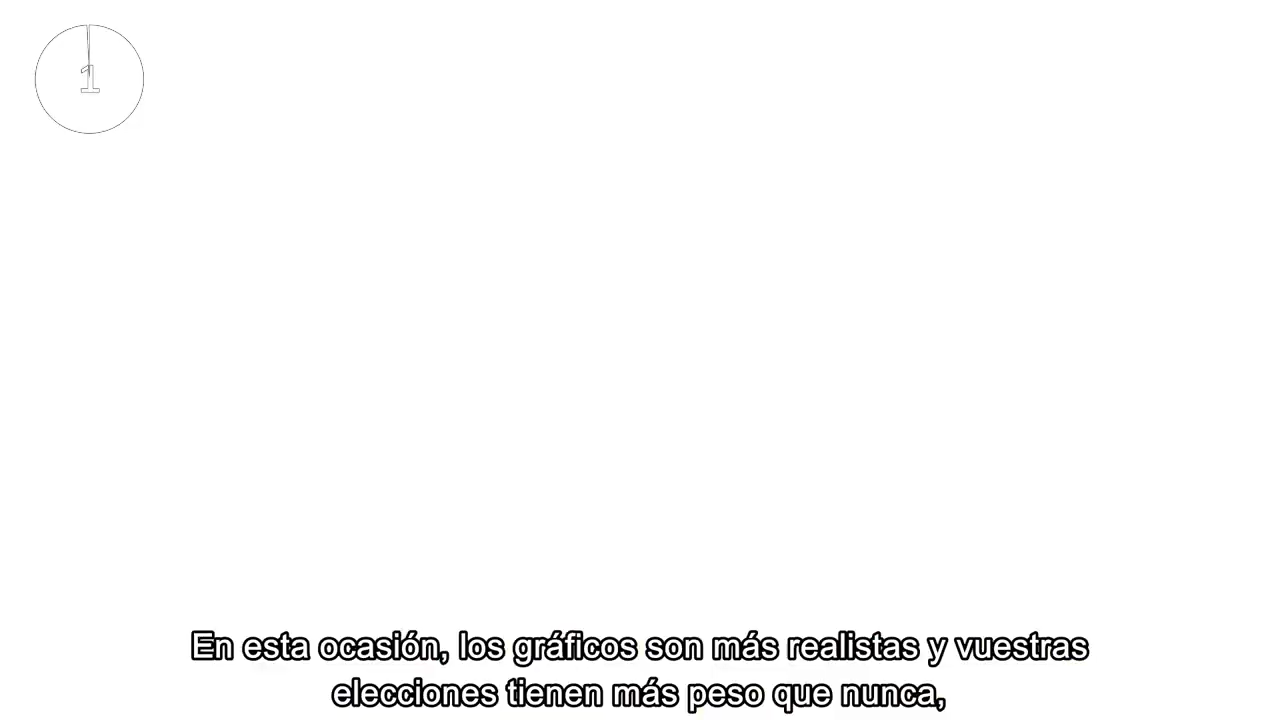 1
En esta ocasión, los gráficos son más realistas y vuestras
elecciones tienen más peso que nunca,